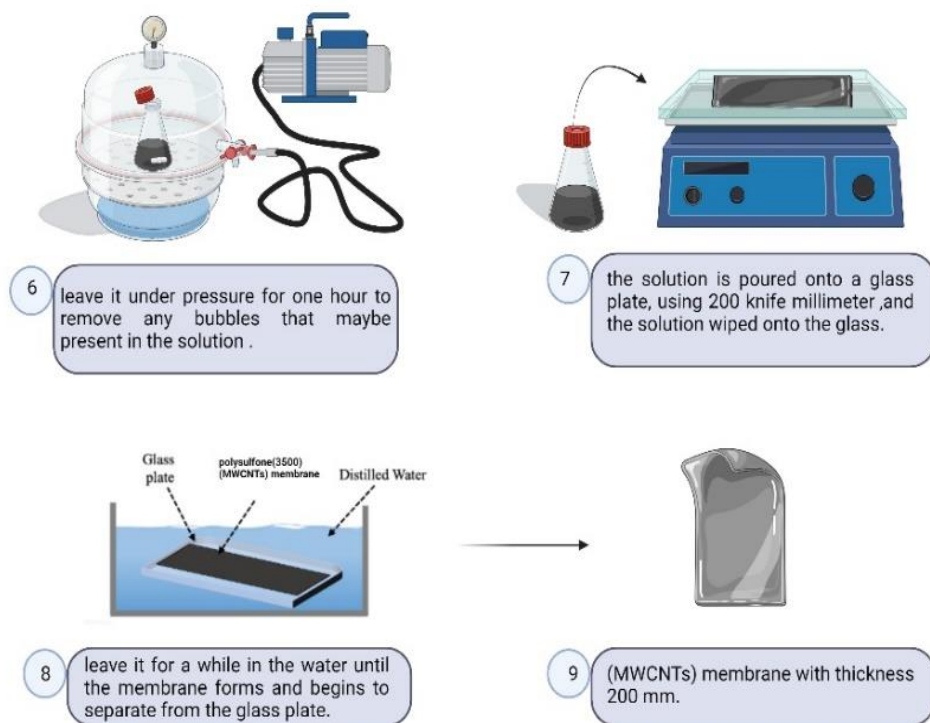 6
leave it under pressure for one hour to
remove any bubbles that maybe
present in the solution .
7
the solution is poured onto a glass
plate, using 200 knife millimeter ,and
the solution wiped onto the glass.
Glass
plate
polysulfone(3500)
(MWCNTs) membrane
Distilled Water
8
leave it for a while in the water until
the membrane forms and begins to
separate from the glass plate.
9
(MWCNTs) membrane with thickness
200 mm.